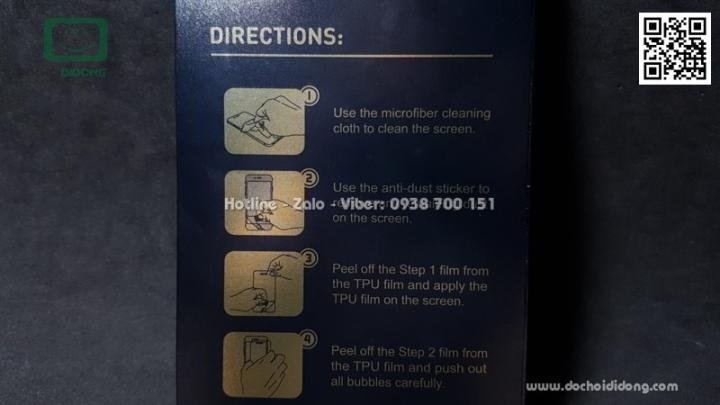 DIRECTIONS:
DiDONG
1
Use the microfiber cleaning
cloth to clean the screen.
2
Use the anti-dust sticker to
Hotline - Zalo - Viber: 0938 700 151
on the screen.
3
Peel off the Step 1 film from
the TPU film and apply the
TPU film on the screen.
4
Peel off the Step 2 film from
the TPU film and push out
all bubbles carefully.
www.dochoididong.com